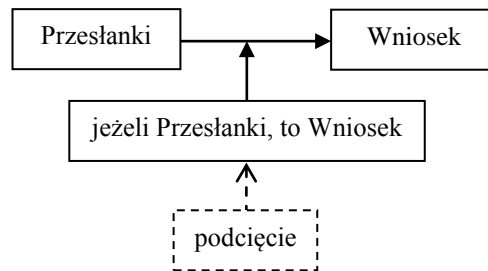 Przesłanki
Wniosek
jeżeli Przesłanki, to Wniosek
podcięcie